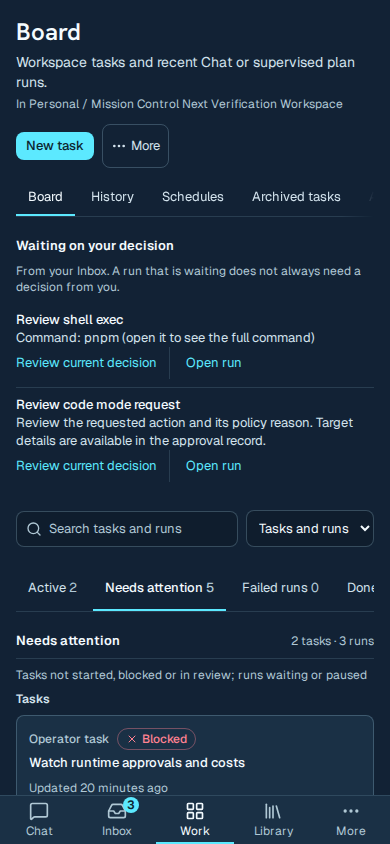 Board
Workspace tasks and recent Chat or supervised plan
runs.
In Personal / Mission Control Next Verification Workspace
New task
More
Board History Schedules Archived tasks
Waiting on your decision
From your Inbox. A run that is waiting does not always need a
decision from you.
Review shell exec
Command: pnpm (open it to see the full command)
Review current decision Open run
Review code mode request
Review the requested action and its policy reason. Target
details are available in the approval record.
Review current decision Open run
Search tasks and runs
Tasks and runs
Active 2 Needs attention 5 Failed runs 0 Done
Needs attention 2 tasks · 3 runs
Tasks not started, blocked or in review; runs waiting or paused
Tasks
Operator task Blocked
Watch runtime approvals and costs
Updated 20 minutes ago
3
Chat Inbox Work Library More